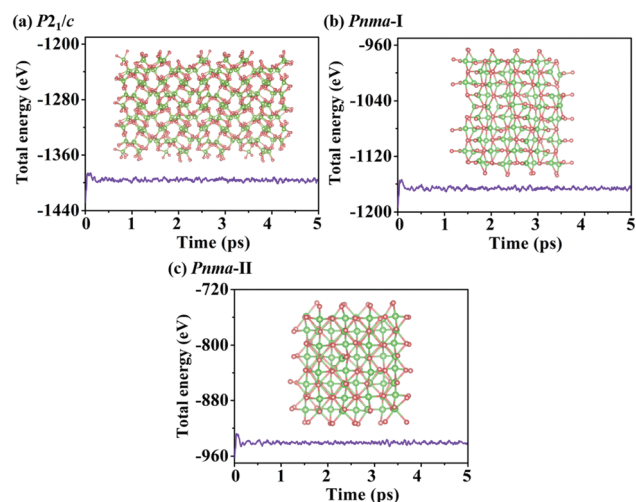 (a) P2₁/c
-1200
-1280
-1360
-1440
Total energy (eV)
0 1 2 3 4 5
Time (ps)
(b) Pnma-I
-960
-1040
-1120
-1200
Total energy (eV)
0 1 2 3 4 5
Time (ps)
(c) Pnma-II
-720
-800
-880
-960
Total energy (eV)
0 1 2 3 4 5
Time (ps)